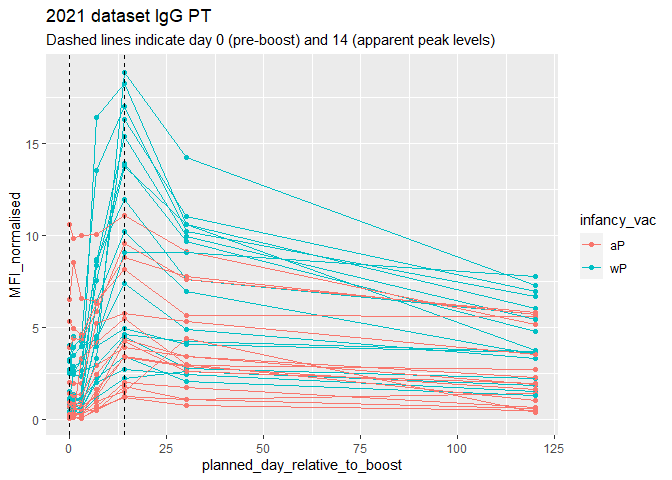 2021 dataset IgG PT
Dashed lines indicate day 0 (pre-boost) and 14 (apparent peak levels)
MFI_normalised
15
10
5
0
0
25
50
75
100
125
planned_day_relative_to_boost
infancy_vac
aP
wP